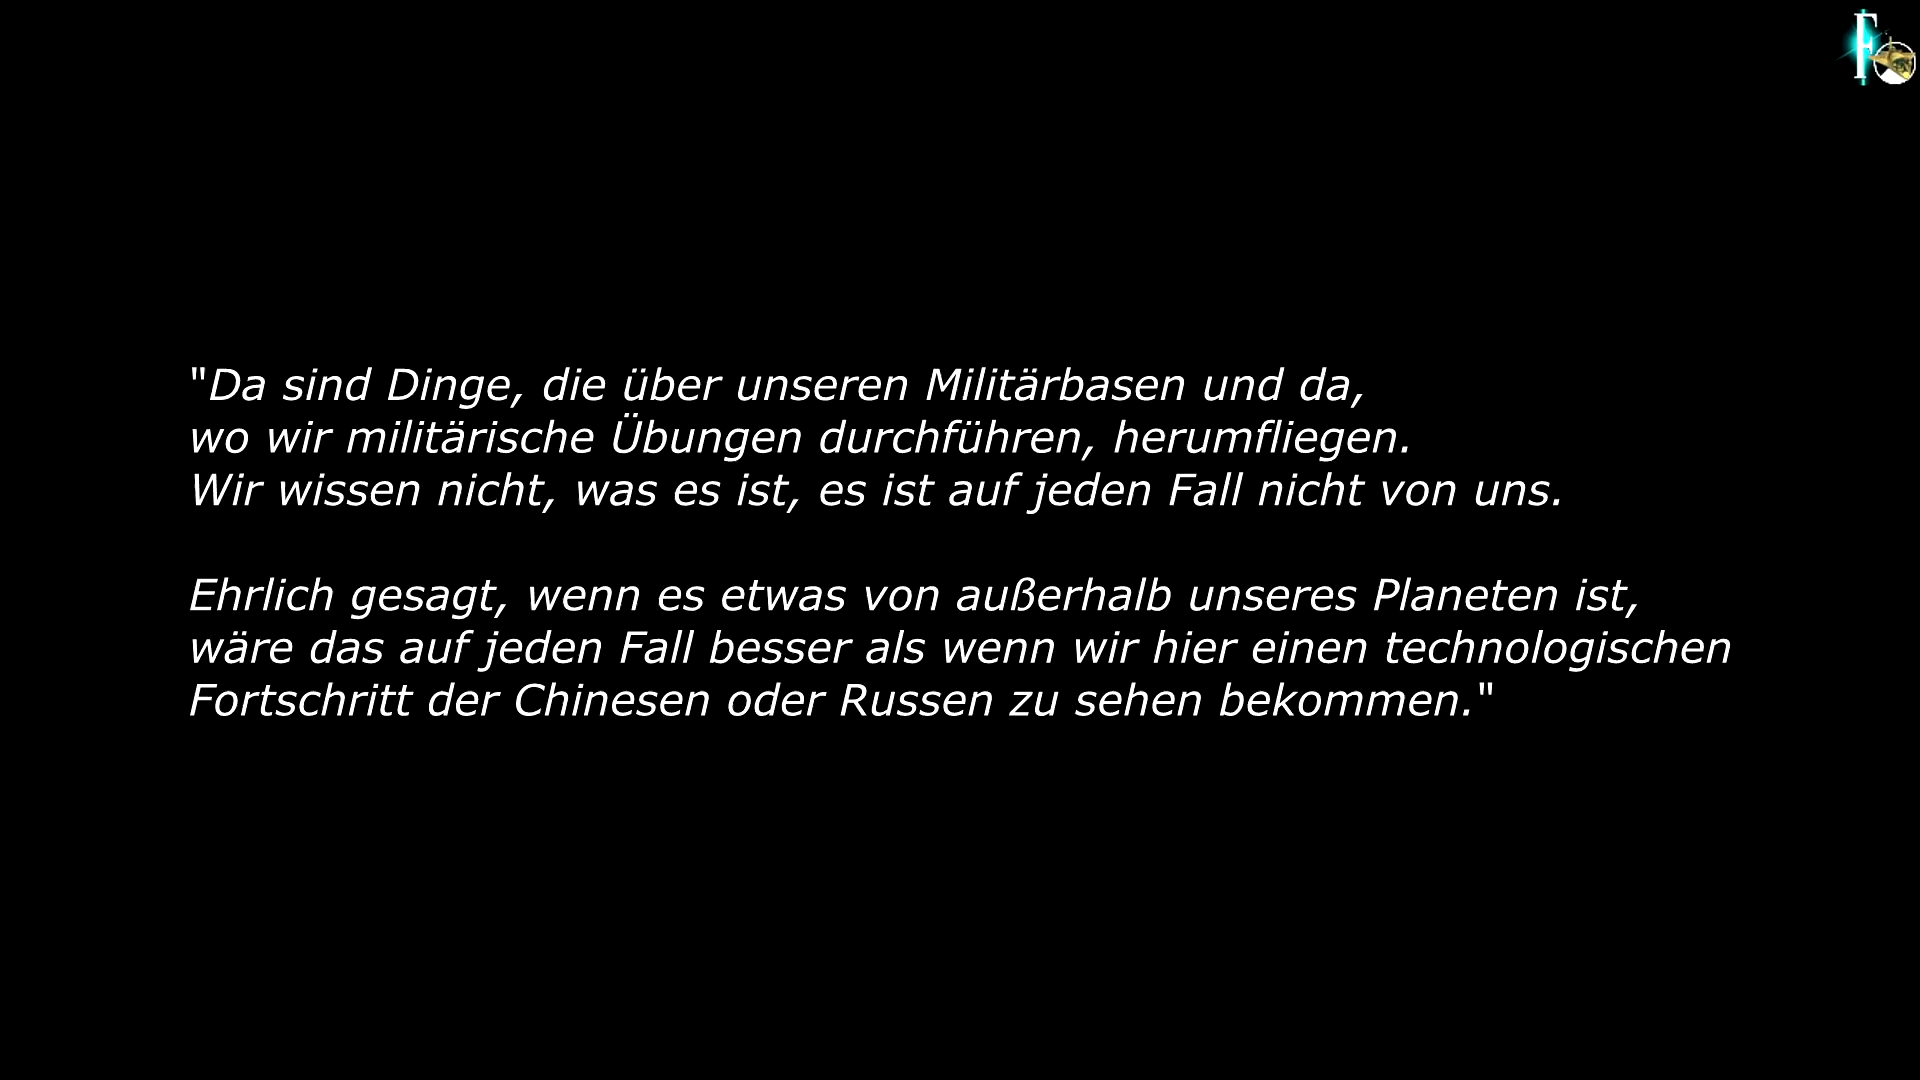 F
"Da sind Dinge, die über unseren Militärbasen und da,
wo wir militärische Übungen durchführen, herumfliegen.
Wir wissen nicht, was es ist, es ist auf jeden Fall nicht von uns.
Ehrlich gesagt, wenn es etwas von außerhalb unseres Planeten ist,
wäre das auf jeden Fall besser als wenn wir hier einen technologischen
Fortschritt der Chinesen oder Russen zu sehen bekommen."